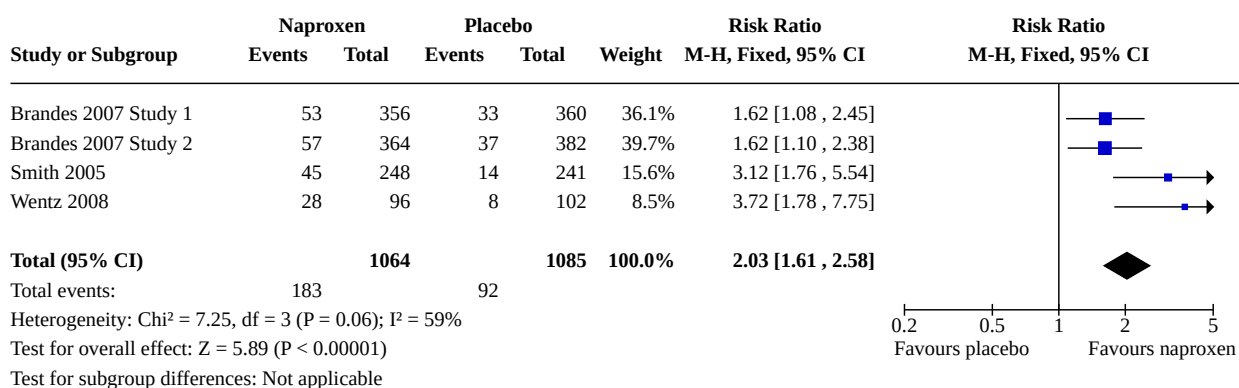 Naproxen Placebo Risk Ratio Risk Ratio
Study or Subgroup Events Total Events Total Weight M-H, Fixed, 95% CI M-H, Fixed, 95% CI
Brandes 2007 Study 1 53 356 33 360 36.1% 1.62 [1.08 , 2.45]
Brandes 2007 Study 2 57 364 37 382 39.7% 1.62 [1.10 , 2.38]
Smith 2005 45 248 14 241 15.6% 3.12 [1.76 , 5.54]
Wentz 2008 28 96 8 102 8.5% 3.72 [1.78 , 7.75]
Total (95% CI) 1064 1085 100.0% 2.03 [1.61 , 2.58]
Total events: 183 92
Heterogeneity: Chi² = 7.25, df = 3 (P = 0.06); I² = 59%
0.2 0.5 1 2 5
Test for overall effect: Z = 5.89 (P < 0.00001) Favours placebo Favours naproxen
Test for subgroup differences: Not applicable